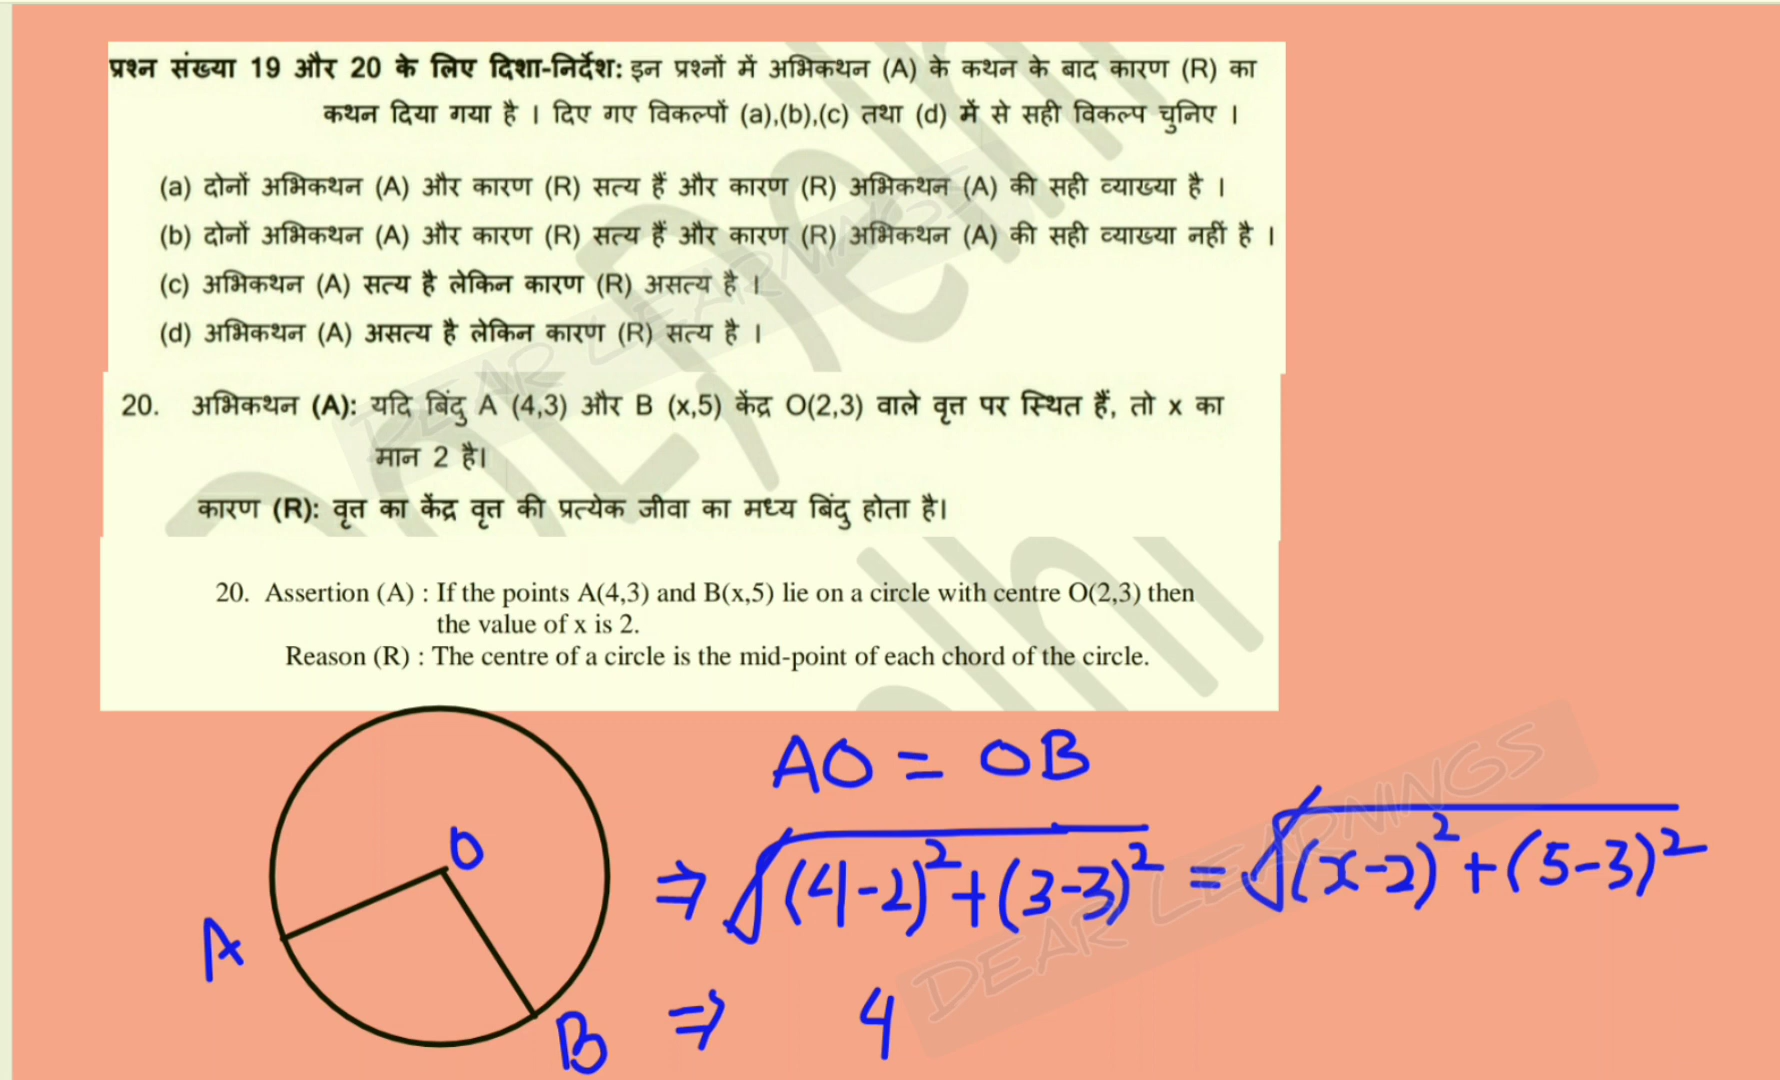 प्रश्न संख्या 19 और 20 के लिए दिशा-निर्देश: इन प्रश्नों में अभिकथन (A) के कथन के बाद कारण (R) का
कथन दिया गया है । दिए गए विकल्पों (a),(b),(c) तथा (d) में से सही विकल्प चुनिए ।
(a) दोनों अभिकथन (A) और कारण (R) सत्य हैं और कारण (R) अभिकथन (A) की सही व्याख्या है ।
(b) दोनों अभिकथन (A) और कारण (R) सत्य हैं और कारण (R) अभिकथन (A) की सही व्याख्या नहीं है ।
(c) अभिकथन (A) सत्य है लेकिन कारण (R) असत्य है ।
(d) अभिकथन (A) असत्य है लेकिन कारण (R) सत्य है ।
20. अभिकथन (A): यदि बिंदु A (4,3) और B (x,5) केंद्र O(2,3) वाले वृत्त पर स्थित हैं, तो x का
मान 2 है।
कारण (R): वृत्त का केंद्र वृत्त की प्रत्येक जीवा का मध्य बिंदु होता है।
20. Assertion (A) : If the points A(4,3) and B(x,5) lie on a circle with centre O(2,3) then
the value of x is 2.
Reason (R) : The centre of a circle is the mid-point of each chord of the circle.
AO = OB
O
⇒ √(4-2)²+(3-3)² = √(x-2)²+(5-3)²
A
B
⇒ 4
DEAR LEARNINGS
DEAR LEARNINGS